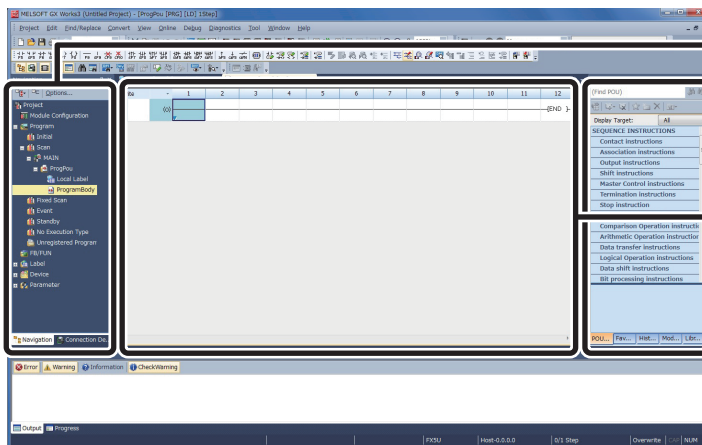 MELSOFT GX Works3 (Untitled Project) - [ProgPou [PRG] [LD] 1Step]
Project Edit Find/Replace Convert View Online Debug Diagnostics Tool Window Help
Options...
Project
Module Configuration
Program
Initial
Scan
MAIN
ProgPou
Local Label
ProgramBody
Fixed Scan
Event
Standby
No Execution Type
Unregistered Program
FB/FUN
Label
Device
Parameter
Navigation Connection De...
ite 1 2 3 4 5 6 7 8 9 10 11 12
(0) [END ]
(Find POU)
Display Target: All
SEQUENCE INSTRUCTIONS
Contact instructions
Association instructions
Output instructions
Shift instructions
Master Control instructions
Termination instructions
Stop instruction
Comparison Operation instructi
Arithmetic Operation instruction
Data transfer instructions
Logical Operation instructions
Data shift instructions
Bit processing instructions
POU... Fav... Hist... Mod... Libr...
Error Warning Information CheckWarning
Output Progress
FX5U Host-0.0.0.0 0/1 Step Overwrite CAP NUM